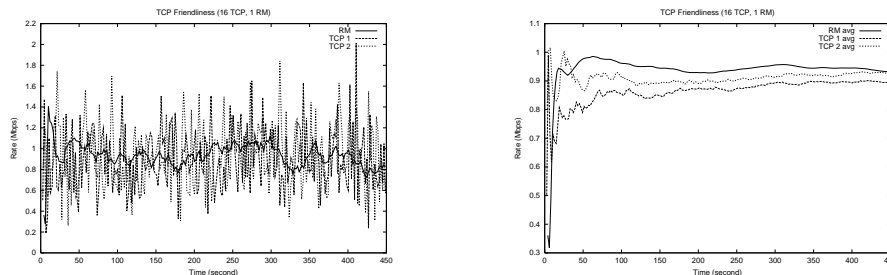 TCP Friendliness (16 TCP, 1 RM)
RM
TCP 1
TCP 2
Rate (Mbps)
2.2
2
1.8
1.6
1.4
1.2
1
0.8
0.6
0.4
0.2
0
0 50 100 150 200 250 300 350 400 450
Time (second)
TCP Friendliness (16 TCP, 1 RM)
RM avg
TCP 1 avg
TCP 2 avg
Rate (Mbps)
1.1
1
0.9
0.8
0.7
0.6
0.5
0.4
0.3
0 50 100 150 200 250 300 350 400 450
Time (second)